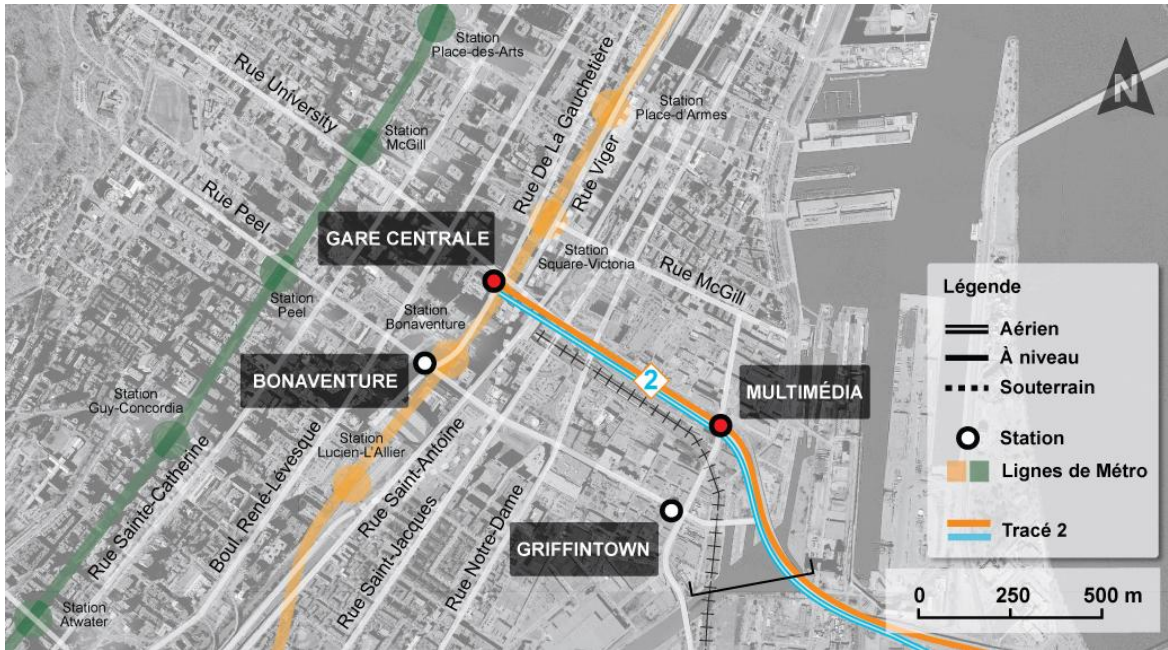 Station
Place-des-Arts
Rue University
Station
McGill
Rue De La Gauchetière
Station
Place-d'Armes
Rue Viger
N
Rue Peel
GARE CENTRALE
Station
Square-Victoria
Rue McGill
Station
Peel
Station
Bonaventure
BONAVENTURE
2
MULTIMÉDIA
Station
Guy-Concordia
Station
Lucien-L'Allier
Rue Sainte-Catherine
Boul. René-Lévesque
Rue Saint-Antoine
Rue Saint-Jacques
Rue Notre-Dame
GRIFFINTOWN
Station
Atwater
Légende
Aérien
À niveau
Souterrain
Station
Lignes de Métro
Tracé 2
0 250 500 m